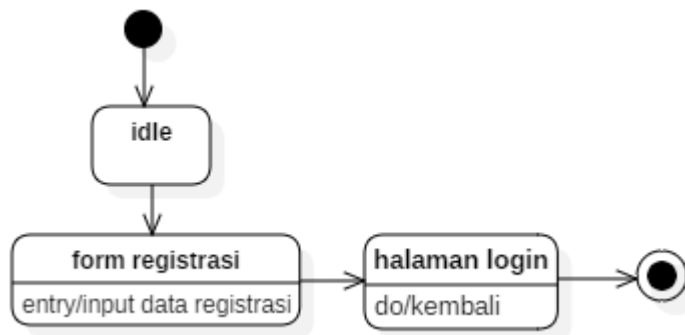 idle
form registrasi
entry/input data registrasi
halaman login
do/kembali